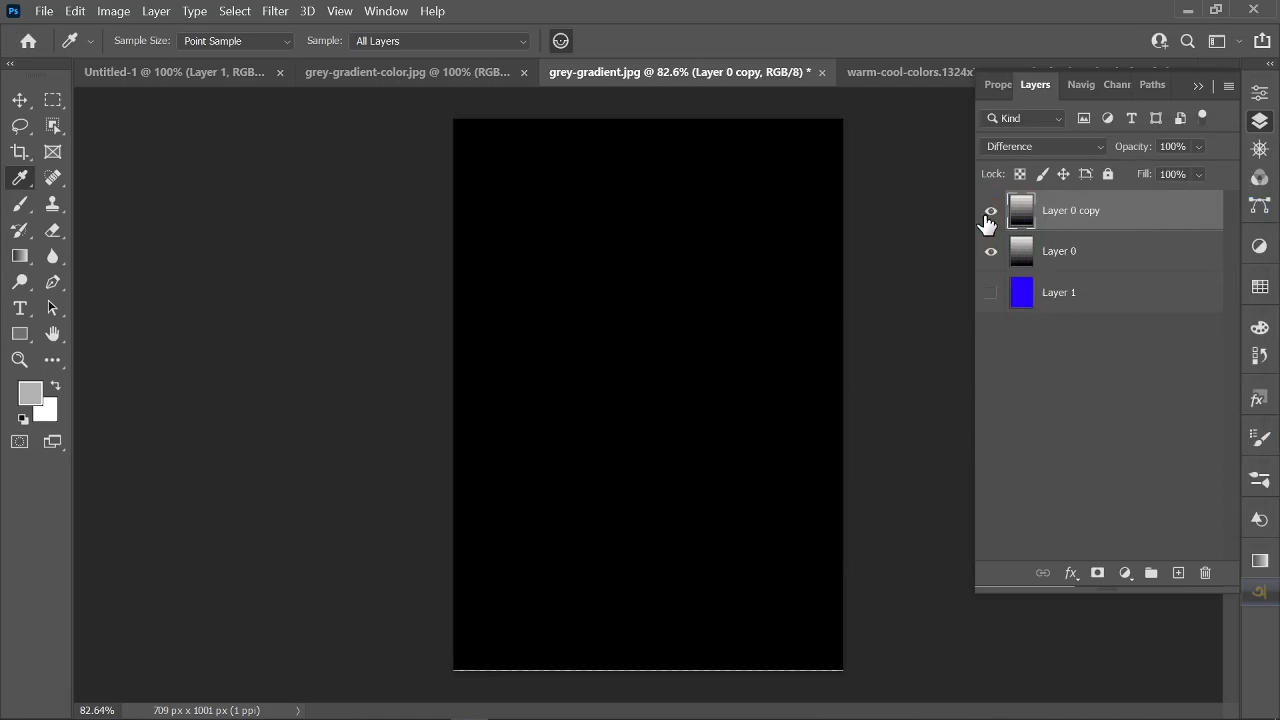 Ps File Edit Image Layer Type Select Filter 3D View Window Help
Sample Size: Point Sample Sample: All Layers
Untitled-1 @ 100% (Layer 1, RGB... × grey-gradient-color.jpg @ 100% (RGB... × grey-gradient.jpg @ 82.6% (Layer 0 copy, RGB/8) * × warm-cool-colors.1324x
Prope Layers Navig Chann Paths
Kind
Difference Opacity: 100%
Lock: Fill: 100%
Layer 0 copy
Layer 0
Layer 1
fx
82.64% 709 px x 1001 px (1 ppi)